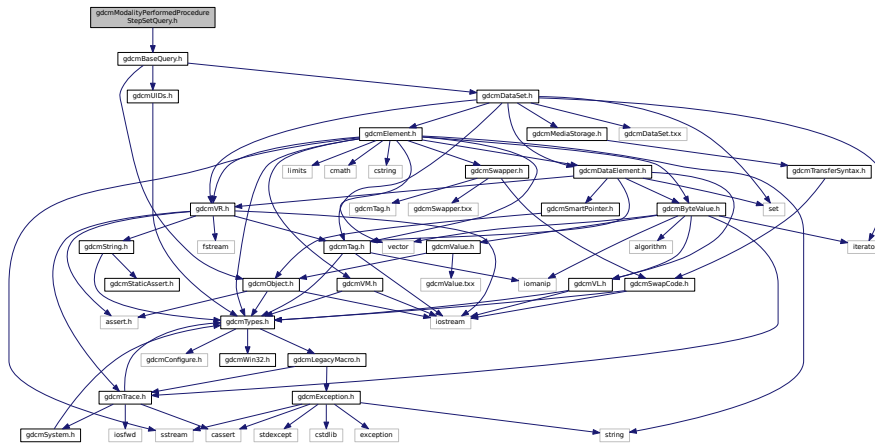 gdcmModalityPerformedProcedure
StepSetQuery.h
gdcmBaseQuery.h
gdcmUIDs.h
gdcmDataSet.h
gdcmElement.h
gdcmMediaStorage.h
gdcmDataSet.txx
limits
cmath
cstring
gdcmSwapper.h
gdcmDataElement.h
gdcmTransferSyntax.h
gdcmVR.h
gdcmTag.h
gdcmSwapper.txx
gdcmSmartPointer.h
gdcmByteValue.h
set
gdcmString.h
fstream
gdcmTag.h
vector
gdcmValue.h
algorithm
iterato
gdcmStaticAssert.h
gdcmObject.h
gdcmVM.h
gdcmValue.txx
iomanip
gdcmVL.h
gdcmSwapCode.h
assert.h
gdcmTypes.h
iostream
gdcmConfigure.h
gdcmWin32.h
gdcmLegacyMacro.h
gdcmTrace.h
gdcmException.h
gdcmSystem.h
iosfwd
sstream
cassert
stdexcept
cstdlib
exception
string